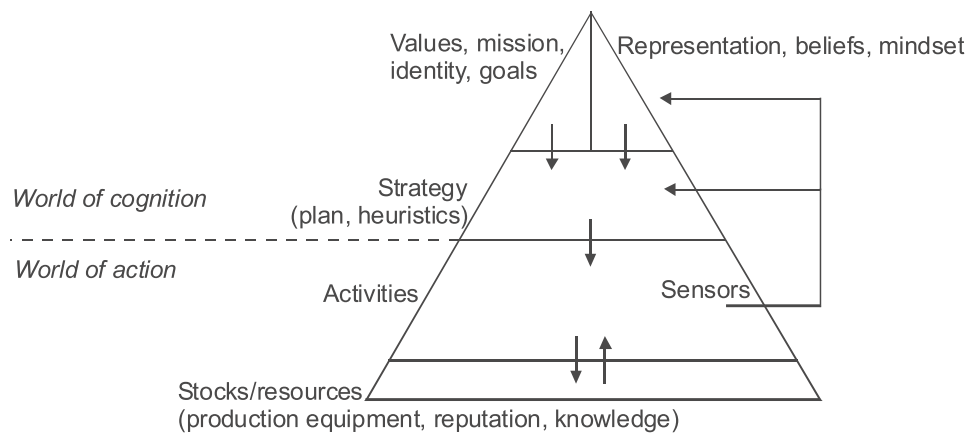 Values, mission,
identity, goals
Representation, beliefs, mindset
Strategy
(plan, heuristics)
World of cognition
World of action
Activities
Sensors
Stocks/resources
(production equipment, reputation, knowledge)